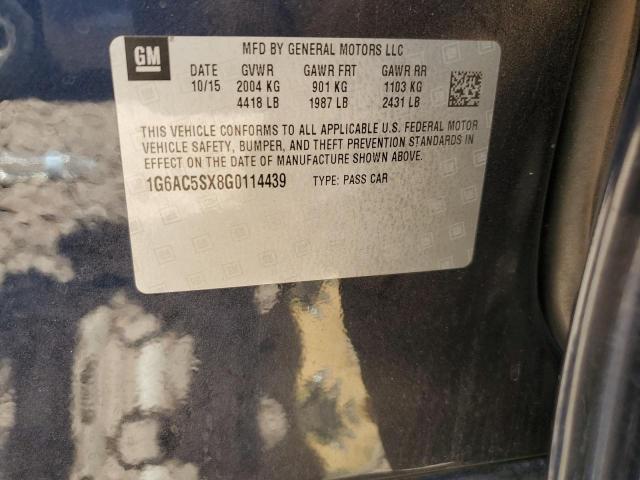 GM
MFD BY GENERAL MOTORS LLC
DATE GVWR GAWR FRT GAWR RR
10/15 2004 KG 901 KG 1103 KG
4418 LB 1987 LB 2431 LB
THIS VEHICLE CONFORMS TO ALL APPLICABLE U.S. FEDERAL MOTOR
VEHICLE SAFETY, BUMPER, AND THEFT PREVENTION STANDARDS IN
EFFECT ON THE DATE OF MANUFACTURE SHOWN ABOVE.
1G6AC5SX8G0114439 TYPE: PASS CAR